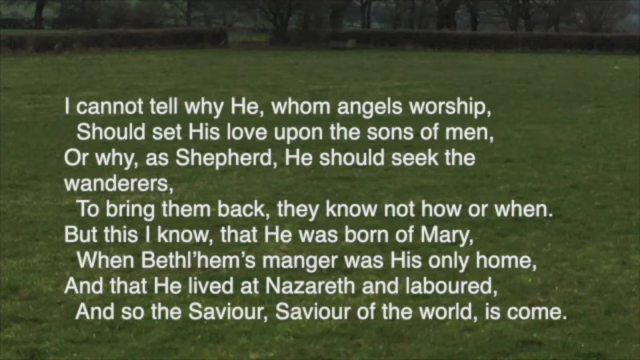 I cannot tell why He, whom angels worship,
Should set His love upon the sons of men,
Or why, as Shepherd, He should seek the
wanderers,
To bring them back, they know not how or when.
But this I know, that He was born of Mary,
When Bethl’hem’s manger was His only home,
And that He lived at Nazareth and laboured,
And so the Saviour, Saviour of the world, is come.